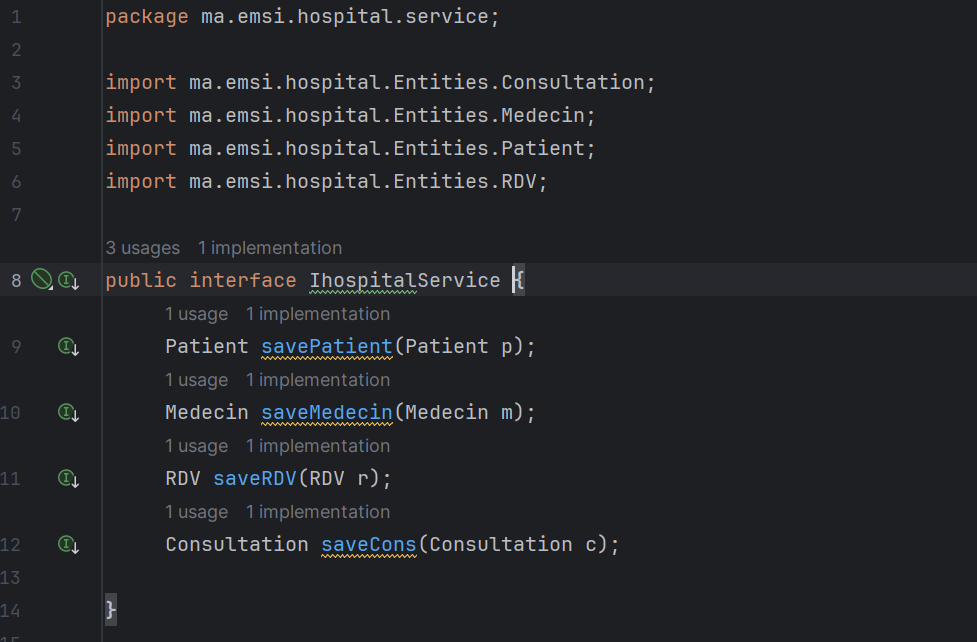 1 package ma.emsi.hospital.service;
2
3 import ma.emsi.hospital.Entities.Consultation;
4 import ma.emsi.hospital.Entities.Medecin;
5 import ma.emsi.hospital.Entities.Patient;
6 import ma.emsi.hospital.Entities.RDV;
7
3 usages 1 implementation
8 public interface IhospitalService {
1 usage 1 implementation
9 Patient savePatient(Patient p);
1 usage 1 implementation
10 Medecin saveMedecin(Medecin m);
1 usage 1 implementation
11 RDV saveRDV(RDV r);
1 usage 1 implementation
12 Consultation saveCons(Consultation c);
13
14 }
15